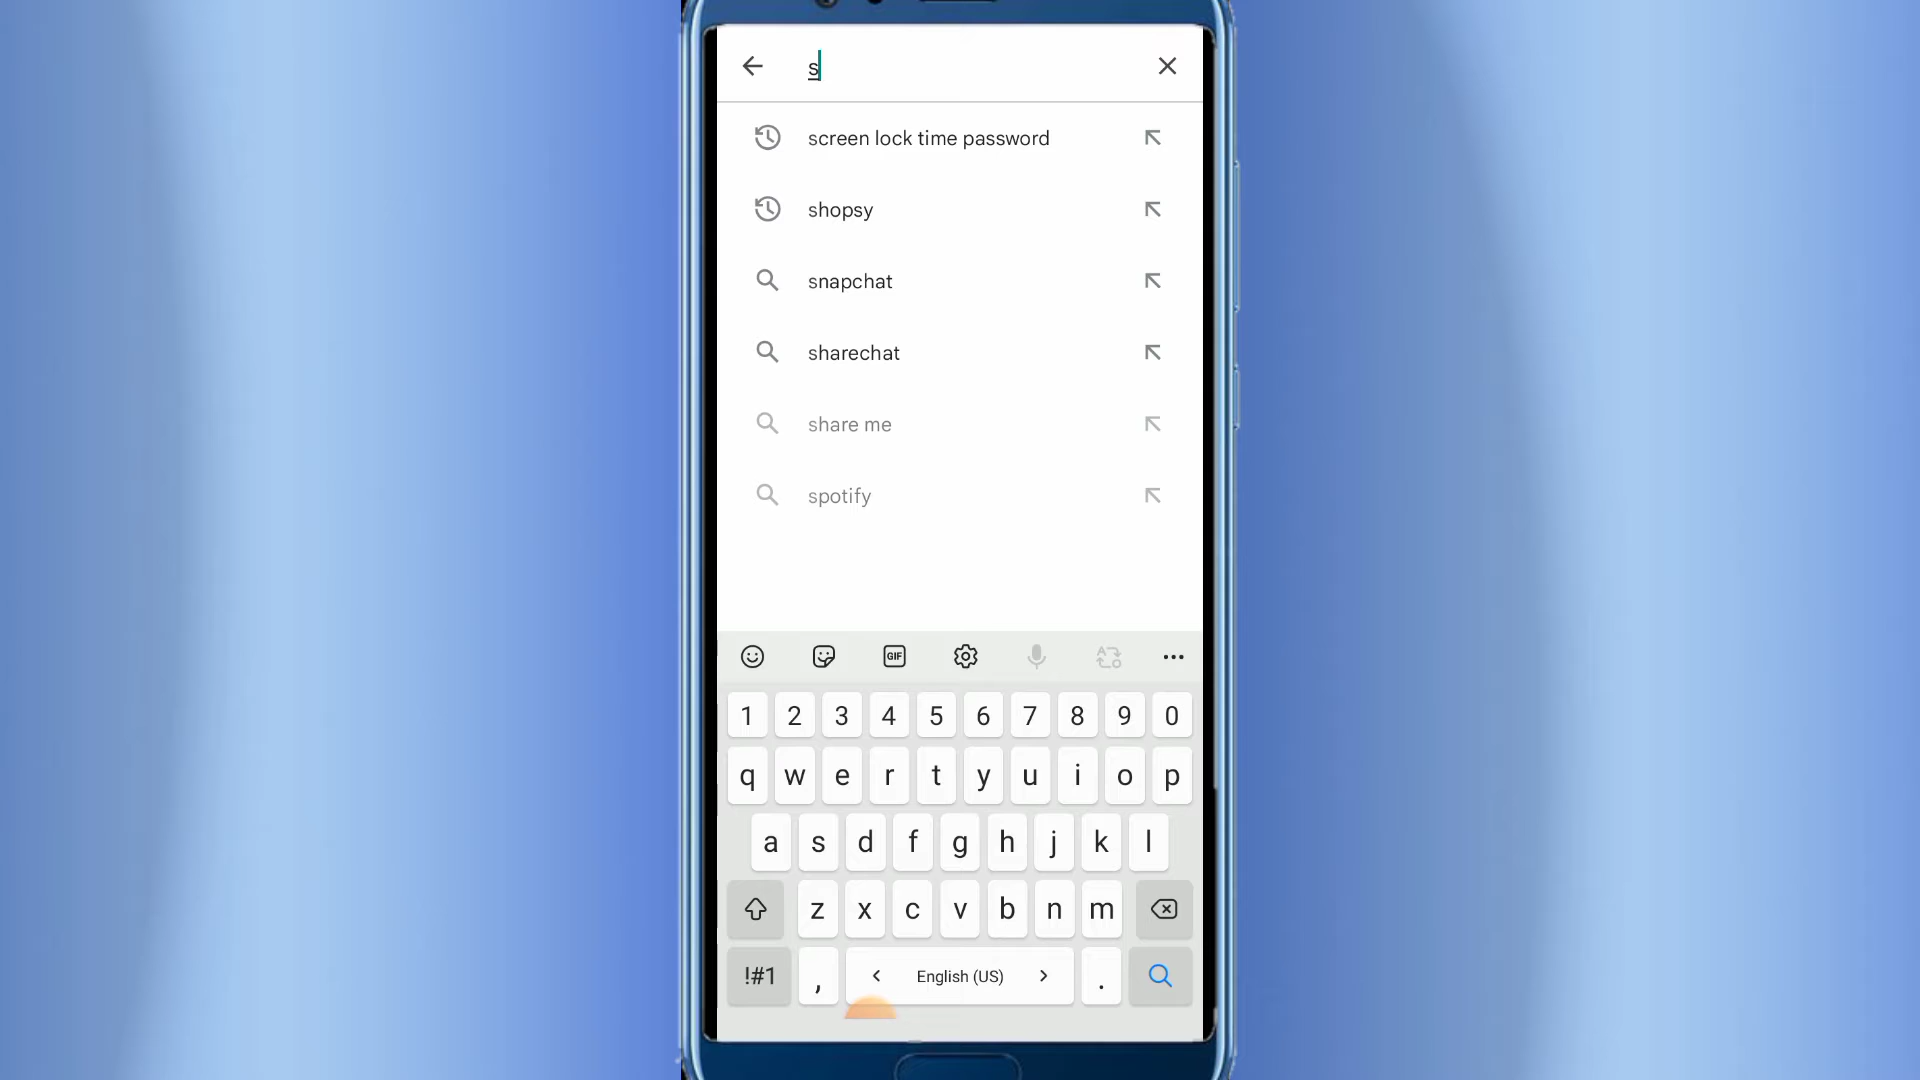 s
screen lock time password
shopsy
snapchat
sharechat
share me
spotify
GIF
1 2 3 4 5 6 7 8 9 0
q w e r t y u i o p
a s d f g h j k l
z x c v b n m
!#1 , < English (US) > .